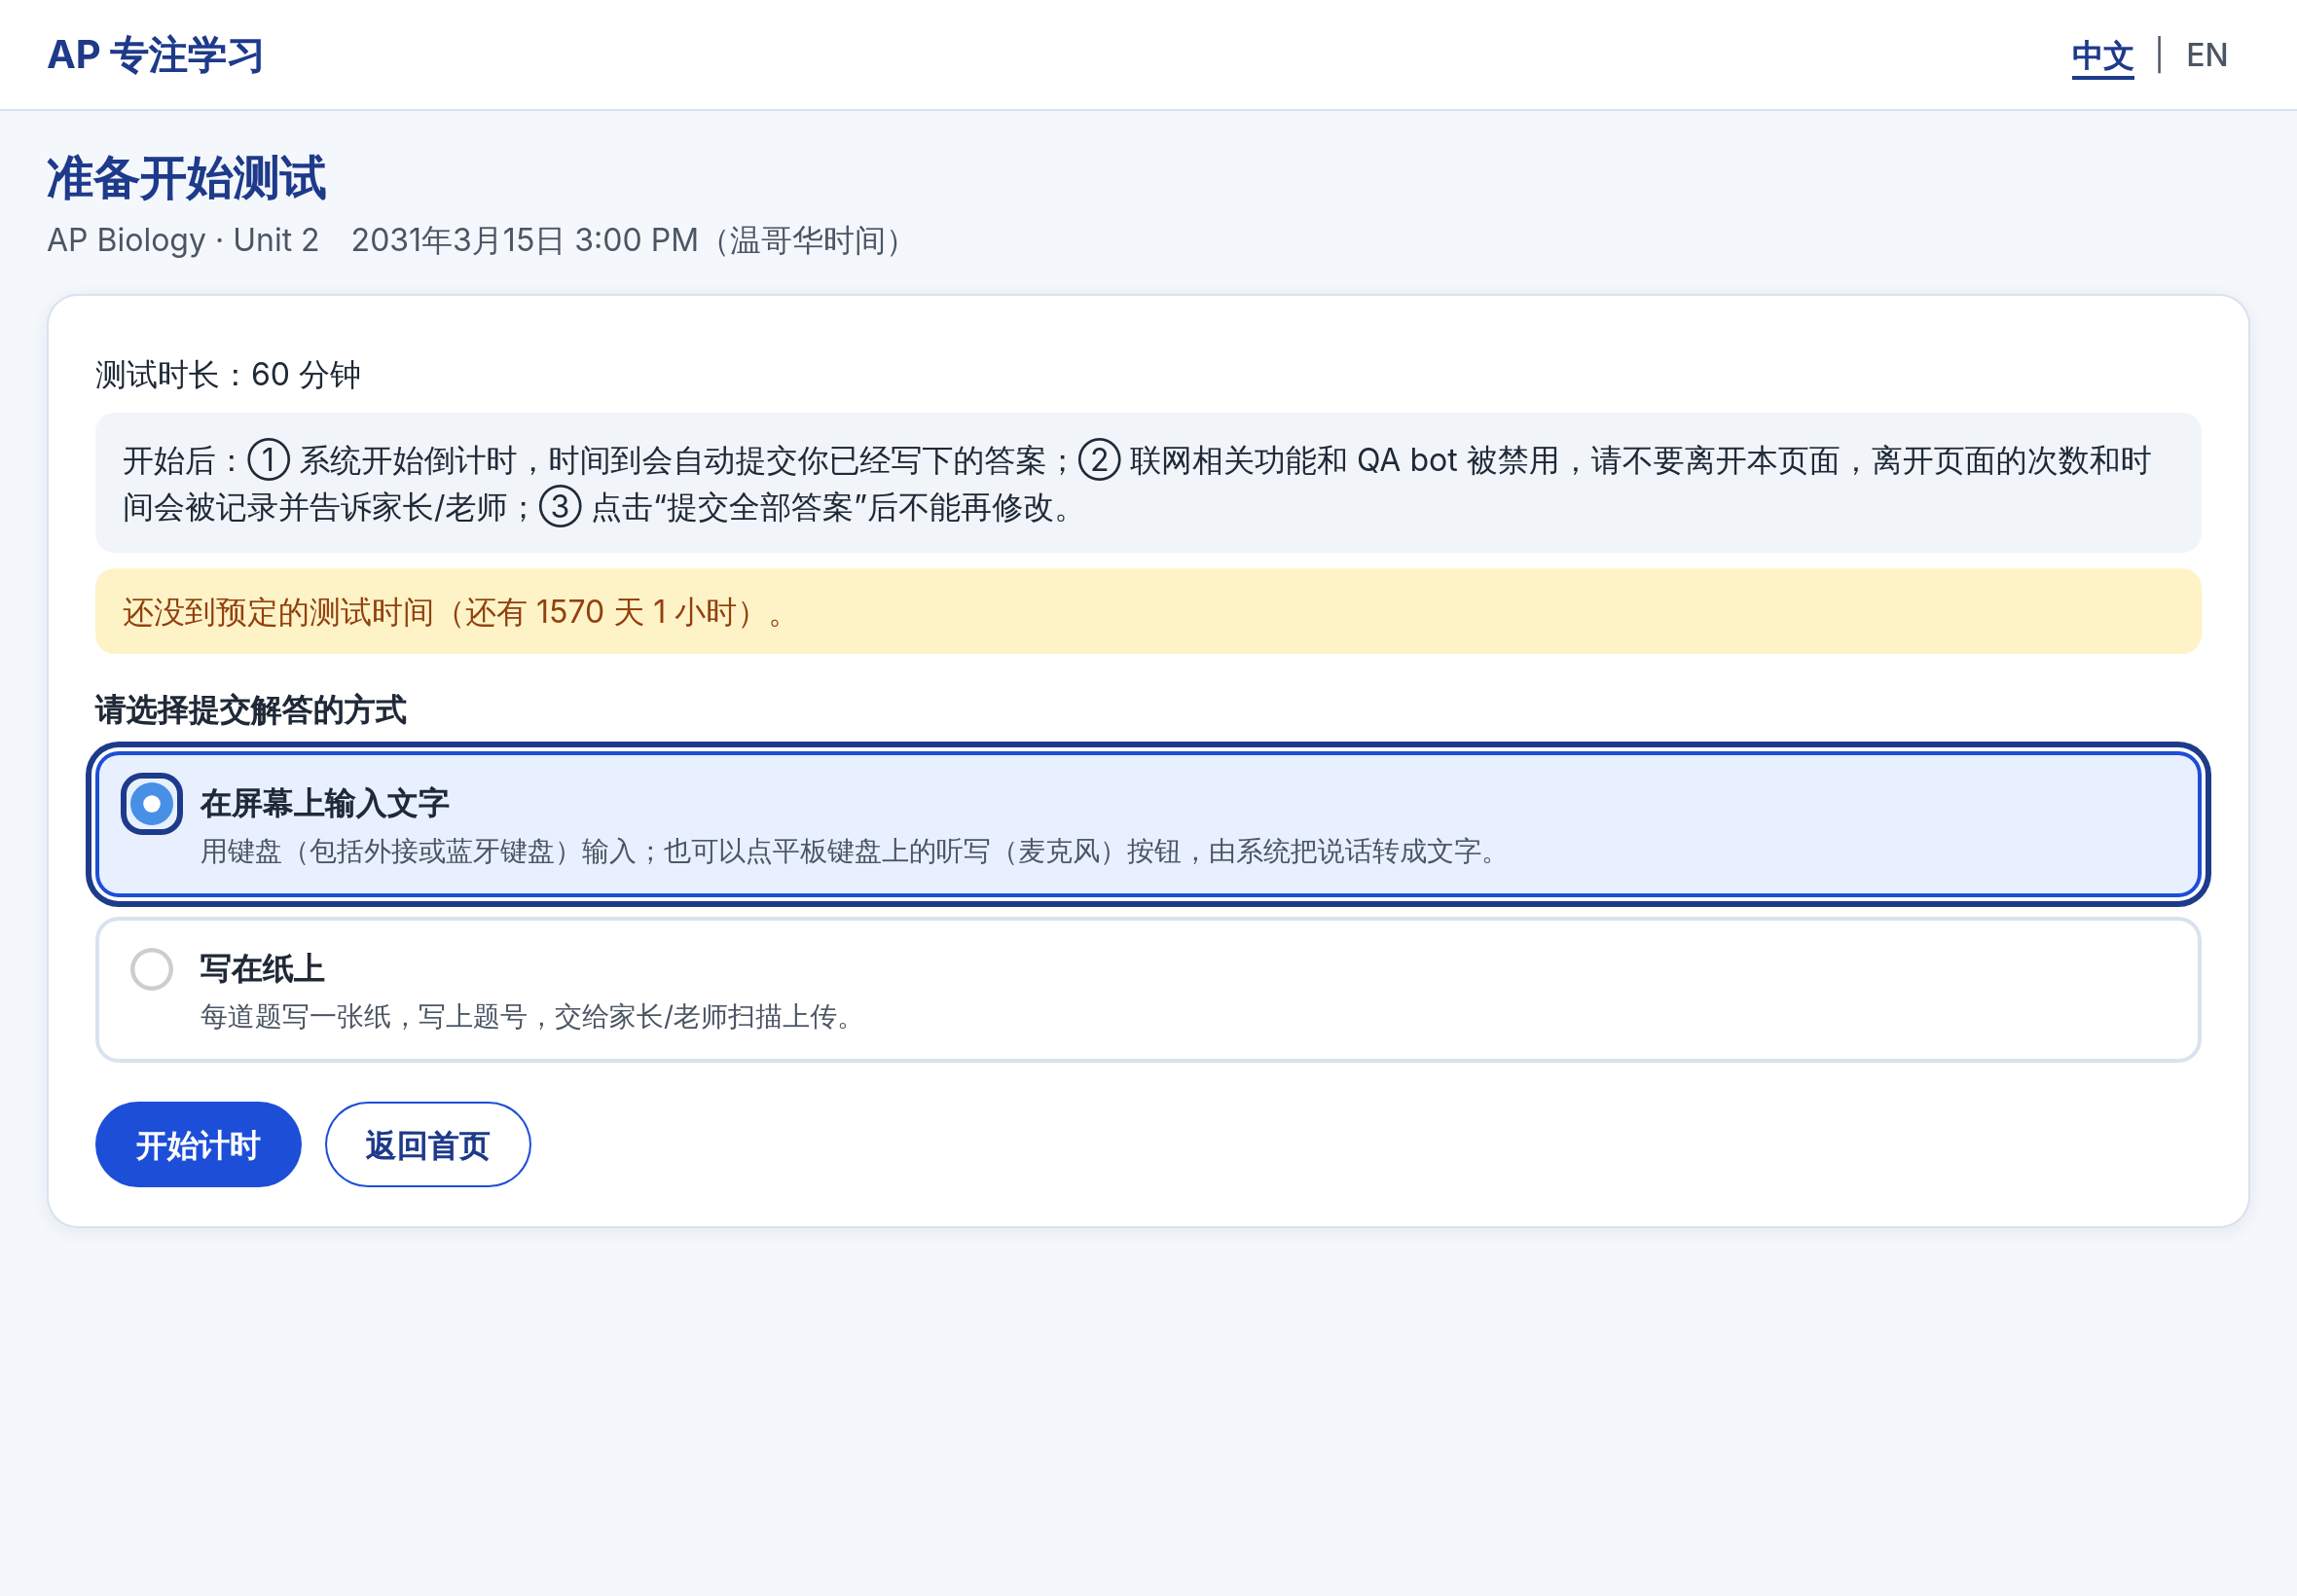 AP 专注学习
中文 | EN
准备开始测试
AP Biology · Unit 2 2031年3月15日 3:00 PM（温哥华时间）
测试时长：60 分钟
开始后：① 系统开始倒计时，时间到会自动提交你已经写下的答案；② 联网相关功能和 QA bot 被禁用，请不要离开本页面，离开页面的次数和时
间会被记录并告诉家长/老师；③ 点击“提交全部答案”后不能再修改。
还没到预定的测试时间（还有 1570 天 1 小时）。
请选择提交解答的方式
在屏幕上输入文字
用键盘（包括外接或蓝牙键盘）输入；也可以点平板键盘上的听写（麦克风）按钮，由系统把说话转成文字。
写在纸上
每道题写一张纸，写上题号，交给家长/老师扫描上传。
开始计时 返回首页